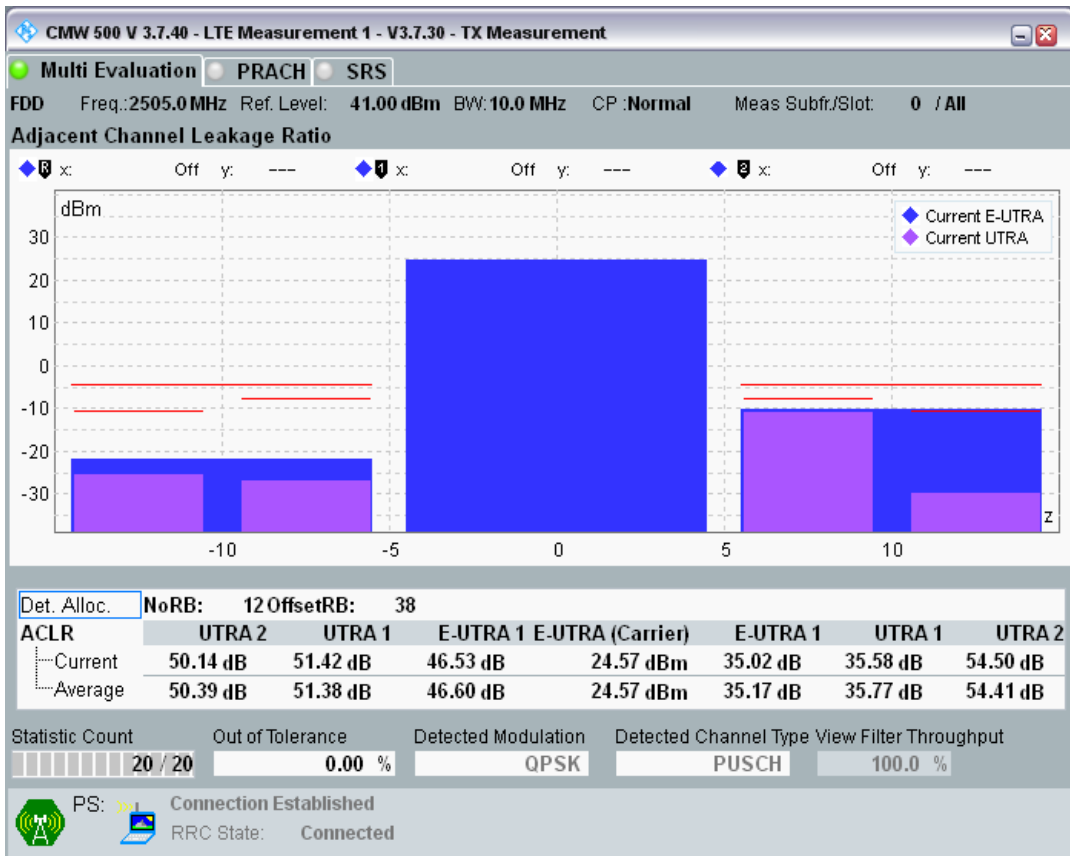 CMW 500 V 3.7.40 - LTE Measurement 1 - V3.7.30 - TX Measurement
Multi Evaluation PRACH SRS
FDD Freq.:2505.0 MHz Ref. Level: 41.00 dBm BW:10.0 MHz CP :Normal Meas Subfr./Slot: 0 / All
Adjacent Channel Leakage Ratio
R x: Off y: --- 1 x: Off y: --- 2 x: Off y: ---
dBm
Current E-UTRA
Current UTRA
30
20
10
0
-10
-20
-30
z
-10 -5 0 5 10
Det. Alloc. NoRB: 12 OffsetRB: 38
ACLR UTRA 2 UTRA 1 E-UTRA 1 E-UTRA (Carrier) E-UTRA 1 UTRA 1 UTRA 2
Current 50.14 dB 51.42 dB 46.53 dB 24.57 dBm 35.02 dB 35.58 dB 54.50 dB
Average 50.39 dB 51.38 dB 46.60 dB 24.57 dBm 35.17 dB 35.77 dB 54.41 dB
Statistic Count Out of Tolerance Detected Modulation Detected Channel Type View Filter Throughput
20 / 20 0.00 % QPSK PUSCH 100.0 %
PS: Connection Established
RRC State: Connected